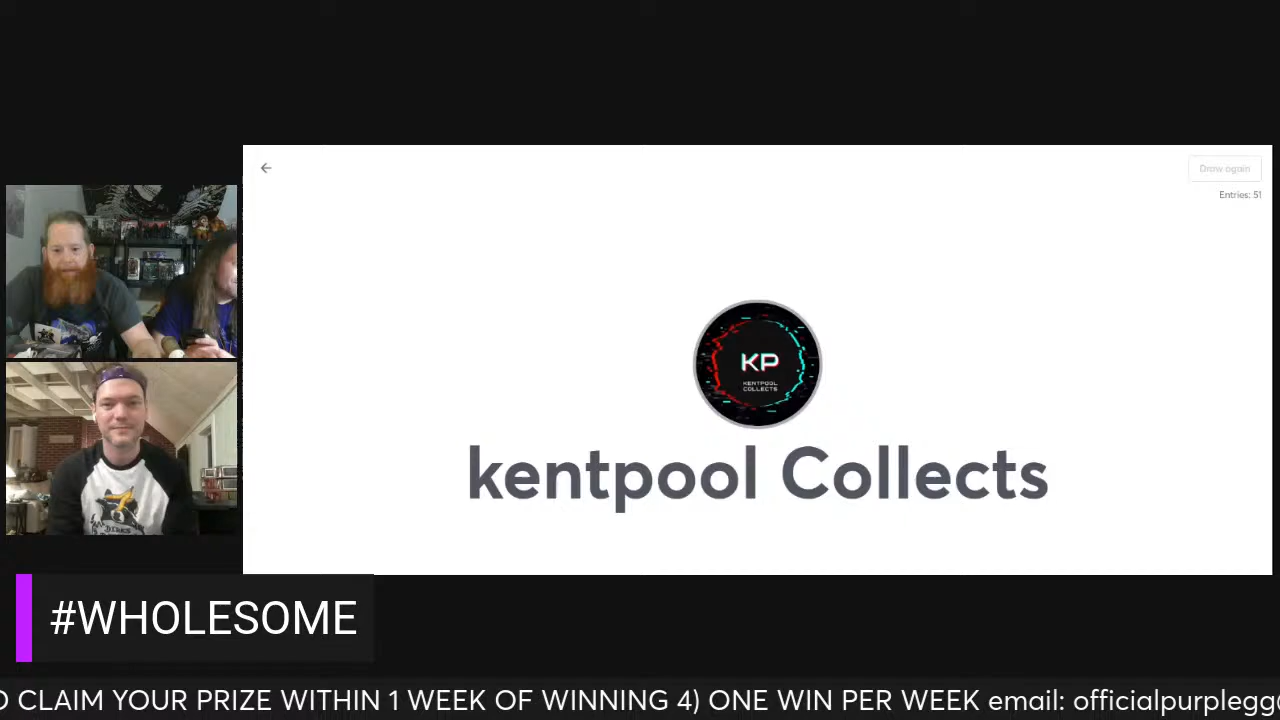 Draw again
Entries: 51
KP
KENTPOOL
COLLECTS
kentpool Collects
#WHOLESOME
CLAIM YOUR PRIZE WITHIN 1 WEEK OF WINNING 4) ONE WIN PER WEEK email: officialpurplegg